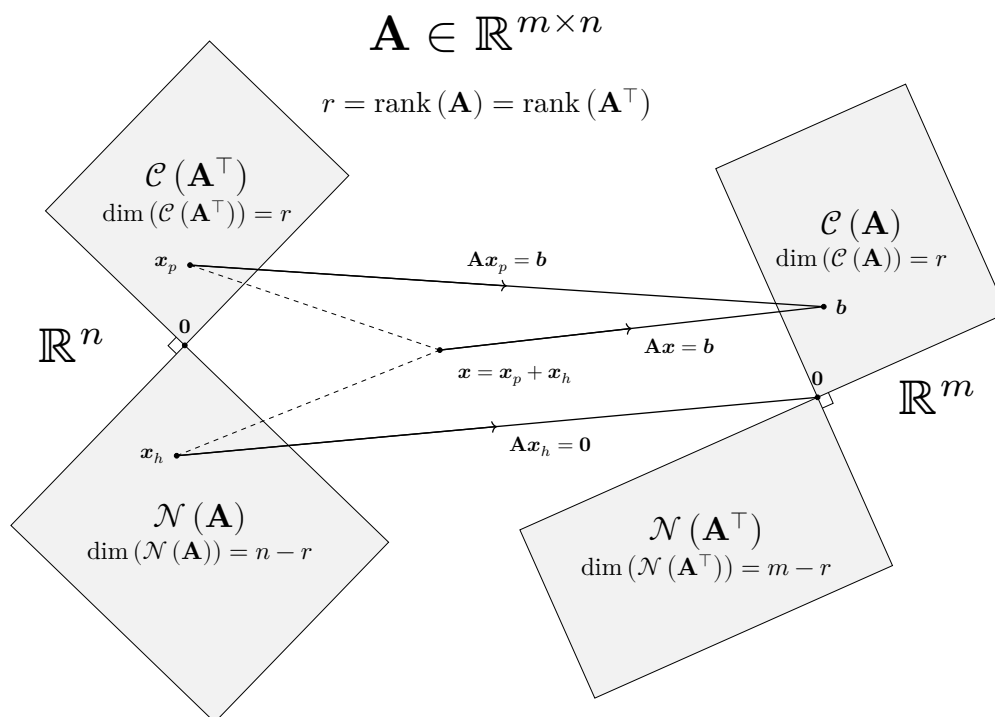 𝐀 ∈ ℝ^{m×n}
r = rank (𝐀) = rank (𝐀^⊤)
𝒞 (𝐀^⊤)
dim (𝒞 (𝐀^⊤)) = r
𝒞 (𝐀)
dim (𝒞 (𝐀)) = r
𝒙_p
𝐀𝒙_p = 𝒃
𝒃
𝟎
ℝ^n
𝐀𝒙 = 𝒃
𝒙 = 𝒙_p + 𝒙_h
𝟎
ℝ^m
𝒙_h
𝐀𝒙_h = 𝟎
𝒩 (𝐀)
dim (𝒩 (𝐀)) = n − r
𝒩 (𝐀^⊤)
dim (𝒩 (𝐀^⊤)) = m − r